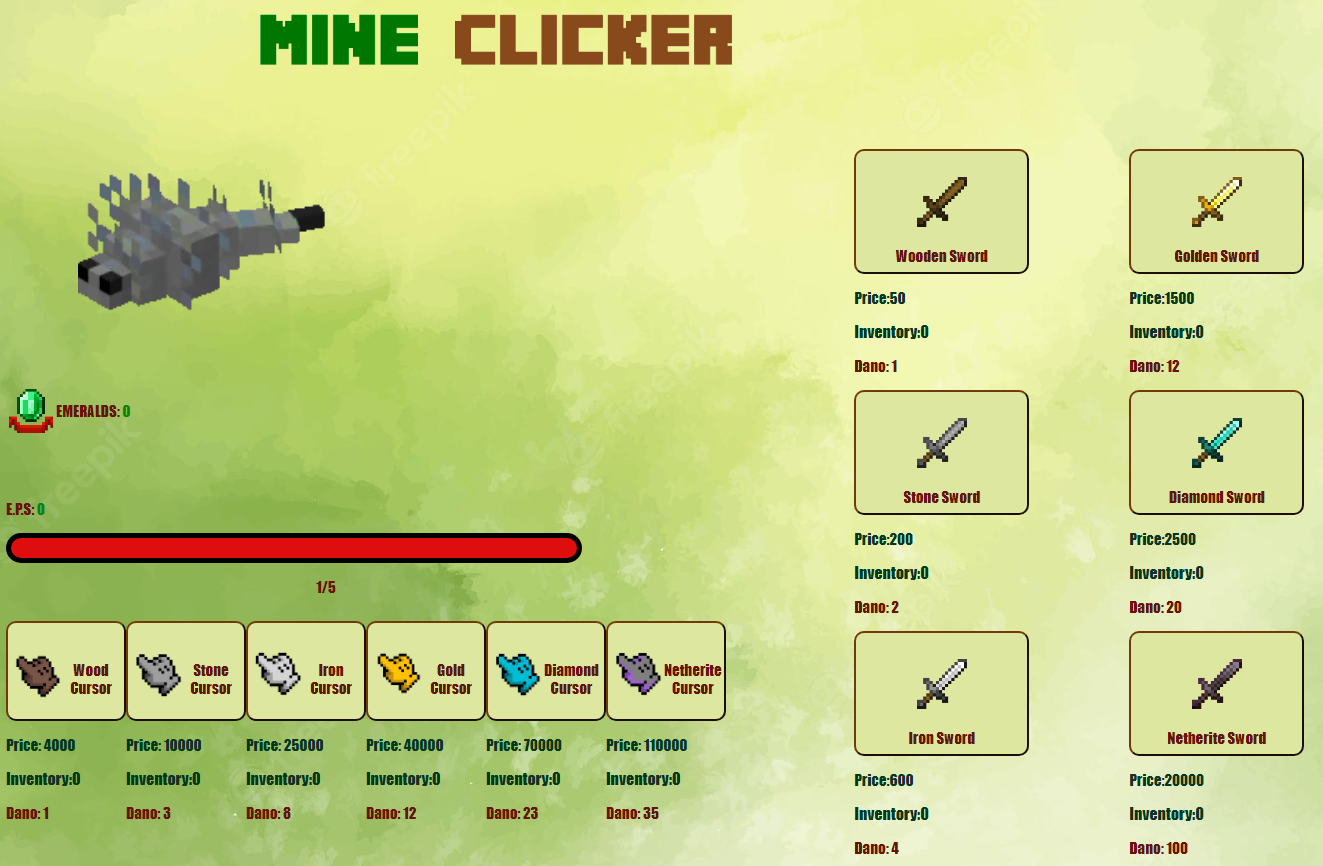 MINE CLICKER
EMERALDS: 0
E.P.S: 0
1/5
Wood
Cursor
Price: 4000
Inventory:0
Dano: 1
Stone
Cursor
Price: 10000
Inventory:0
Dano: 3
Iron
Cursor
Price: 25000
Inventory:0
Dano: 8
Gold
Cursor
Price: 40000
Inventory:0
Dano: 12
Diamond
Cursor
Price: 70000
Inventory:0
Dano: 23
Netherite
Cursor
Price: 110000
Inventory:0
Dano: 35
Wooden Sword
Price:50
Inventory:0
Dano: 1
Golden Sword
Price:1500
Inventory:0
Dano: 12
Stone Sword
Price:200
Inventory:0
Dano: 2
Diamond Sword
Price:2500
Inventory:0
Dano: 20
Iron Sword
Price:600
Inventory:0
Dano: 4
Netherite Sword
Price:20000
Inventory:0
Dano: 100
freepik
freepik
freepik